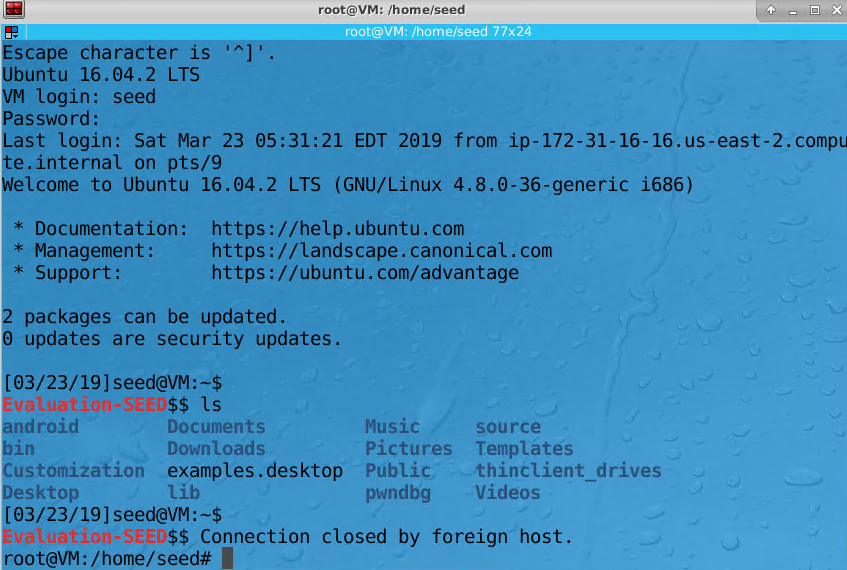 root@VM: /home/seed
root@VM: /home/seed 77x24
Escape character is '^]'.
Ubuntu 16.04.2 LTS
VM login: seed
Password:
Last login: Sat Mar 23 05:31:21 EDT 2019 from ip-172-31-16-16.us-east-2.compu
te.internal on pts/9
Welcome to Ubuntu 16.04.2 LTS (GNU/Linux 4.8.0-36-generic i686)
 * Documentation:  https://help.ubuntu.com
 * Management:     https://landscape.canonical.com
 * Support:        https://ubuntu.com/advantage
2 packages can be updated.
0 updates are security updates.
[03/23/19]seed@VM:~$
Evaluation-SEED$$ ls
android        Documents         Music     source
bin            Downloads         Pictures  Templates
Customization  examples.desktop  Public    thinclient_drives
Desktop        lib               pwndbg    Videos
[03/23/19]seed@VM:~$
Evaluation-SEED$$ Connection closed by foreign host.
root@VM:/home/seed#